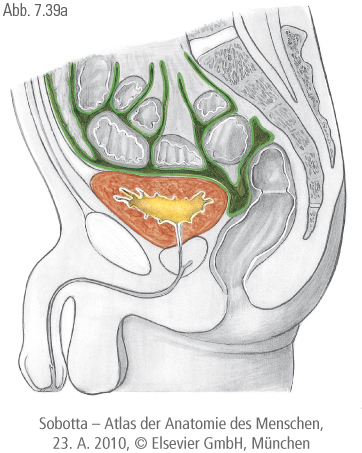 Abb. 7.39a
Sobotta – Atlas der Anatomie des Menschen,
23. A. 2010, © Elsevier GmbH, München